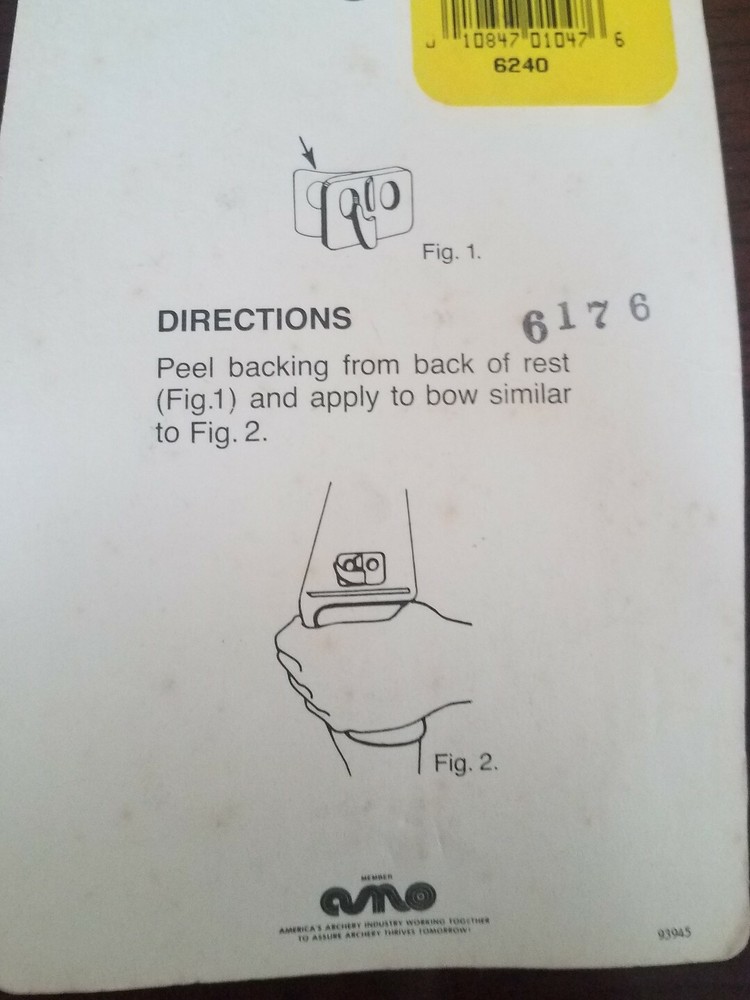 0 10847 01047 6
6240
Fig. 1.
DIRECTIONS
6176
Peel backing from back of rest
(Fig.1) and apply to bow similar
to Fig. 2.
Fig. 2.
MEMBER
amo
AMERICA'S ARCHERY INDUSTRY WORKING TOGETHER
TO ASSURE ARCHERY THRIVES TOMORROW!
93945